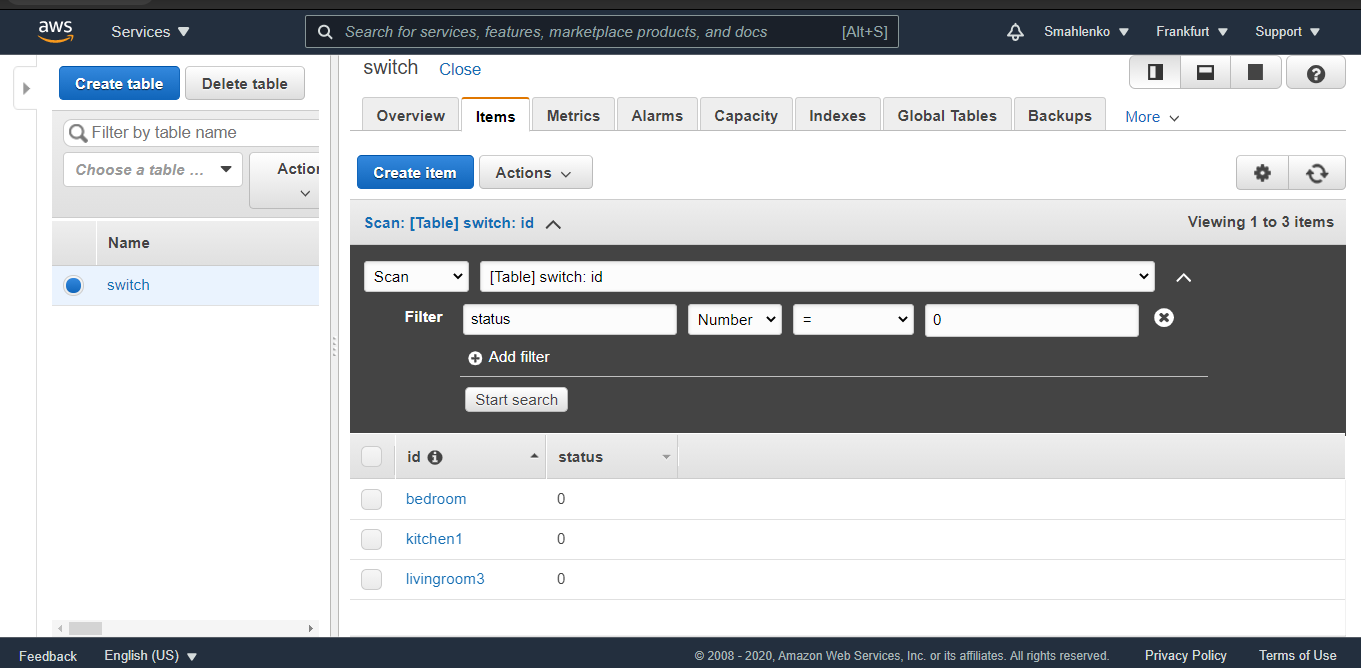 aws Services Search for services, features, marketplace products, and docs [Alt+S] Smahlenko Frankfurt Support
Create table Delete table
Filter by table name
Choose a table ...
Name
switch
switch Close
Overview Items Metrics Alarms Capacity Indexes Global Tables Backups More
Create item Actions
Scan: [Table] switch: id Viewing 1 to 3 items
Scan [Table] switch: id
Filter status Number = 0
Add filter
Start search
id status
bedroom 0
kitchen1 0
livingroom3 0
Feedback English (US) © 2008 - 2020, Amazon Web Services, Inc. or its affiliates. All rights reserved. Privacy Policy Terms of Use